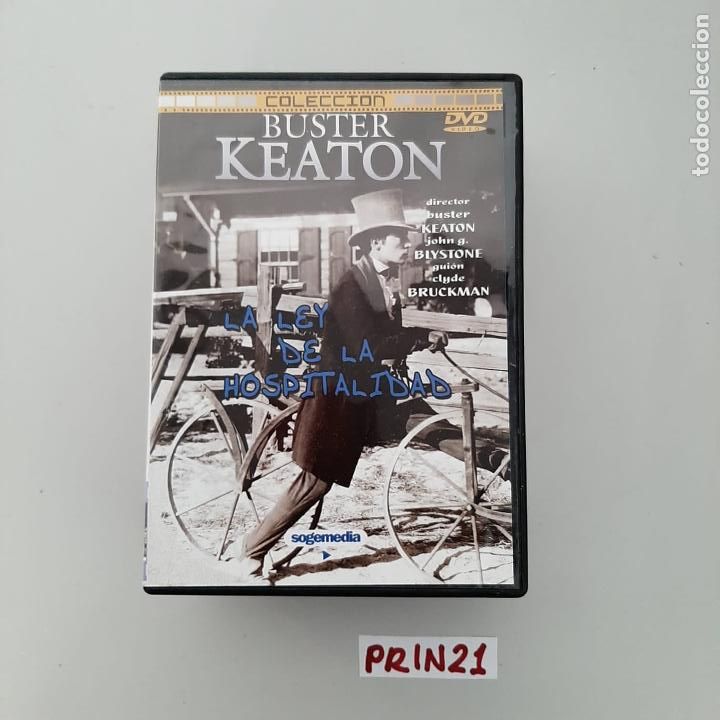 COLECCION
DVD
VIDEO
BUSTER
KEATON
director
buster
KEATON
john g.
BLYSTONE
guión
clyde
BRUCKMAN
LA LEY
DE LA
HOSPITALIDAD
sogemedia
PRIN21
todocoleccion